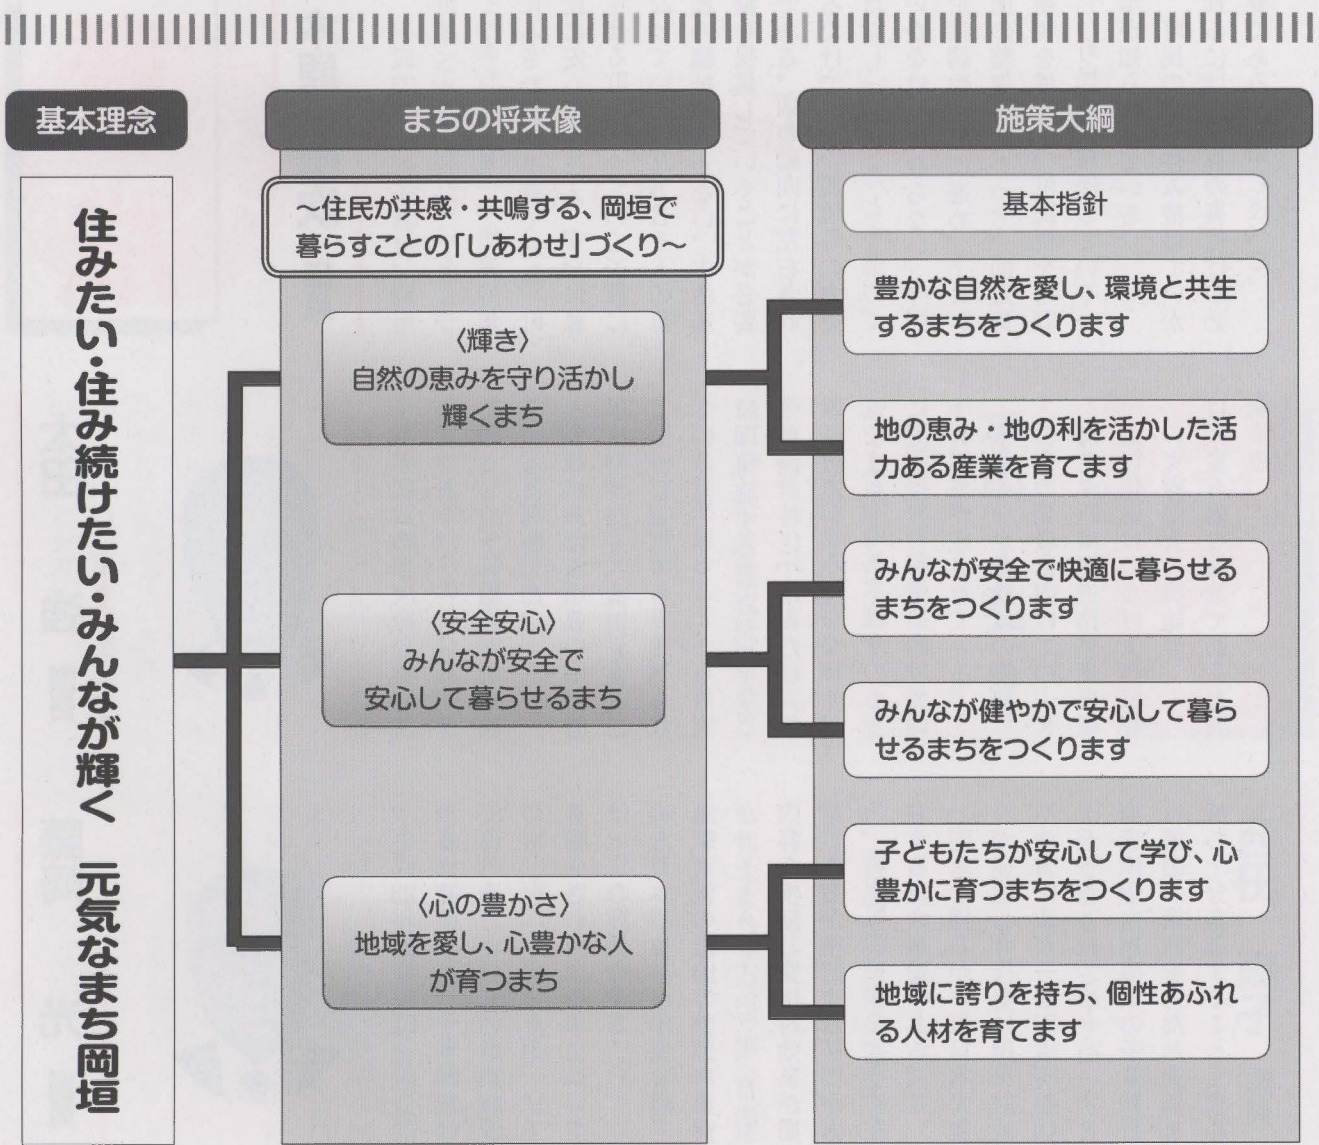 基本理念
住みたい・住み続けたい・みんなが輝く 元気なまち岡垣
まちの将来像
～住民が共感・共鳴する、岡垣で
暮らすことの「しあわせ」づくり～
〈輝き〉
自然の恵みを守り活かし
輝くまち
〈安全安心〉
みんなが安全で
安心して暮らせるまち
〈心の豊かさ〉
地域を愛し、心豊かな人
が育つまち
施策大綱
基本指針
豊かな自然を愛し、環境と共生
するまちをつくります
地の恵み・地の利を活かした活
力ある産業を育てます
みんなが安全で快適に暮らせる
まちをつくります
みんなが健やかで安心して暮ら
せるまちをつくります
子どもたちが安心して学び、心
豊かに育つまちをつくります
地域に誇りを持ち、個性あふれ
る人材を育てます